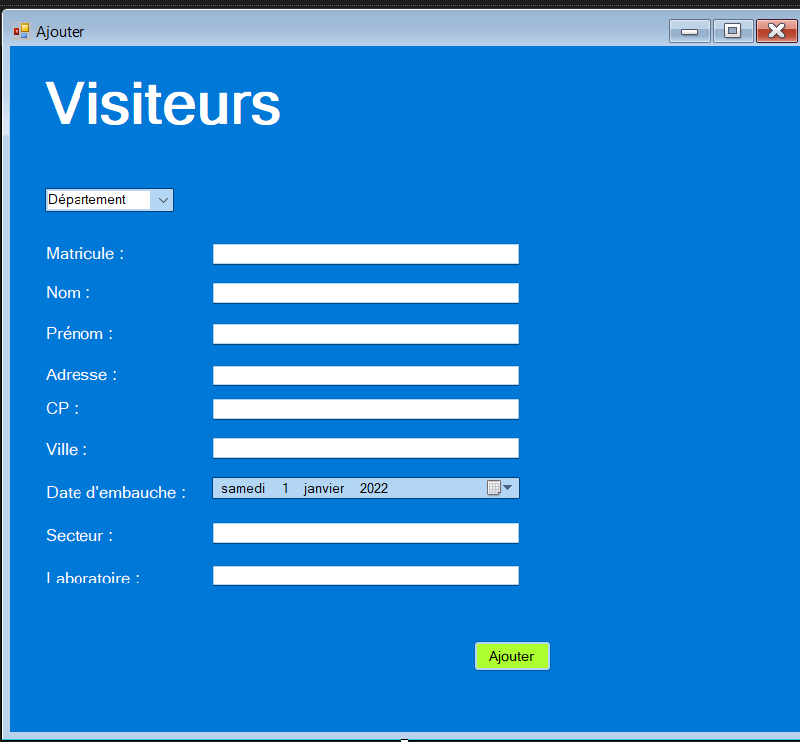 Ajouter
Visiteurs
Département
Matricule :
Nom :
Prénom :
Adresse :
CP :
Ville :
Date d'embauche : samedi 1 janvier 2022
Secteur :
Laboratoire :
Ajouter